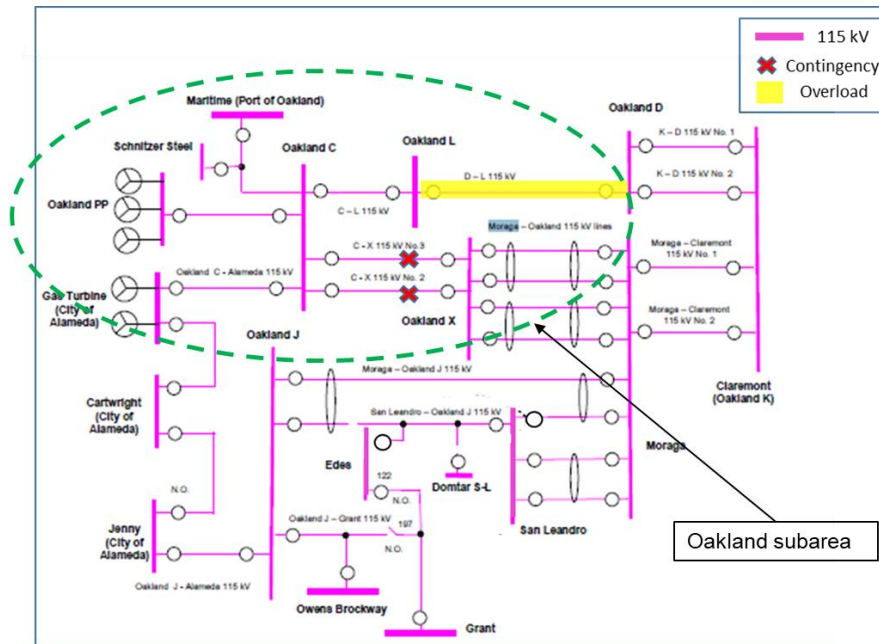 115 kV
Contingency
Overload
Maritime (Port of Oakland)
Schnitzer Steel
Oakland C
Oakland L
Oakland D
K – D 115 kV No. 1
K – D 115 kV No. 2
D – L 115 kV
C – L 115 kV
Oakland PP
Moraga – Oakland 115 kV lines
C - X 115 kV No.3
C - X 115 kV No. 2
Oakland C - Alameda 115 kV
Gas Turbine
(City of
Alameda)
Oakland X
Oakland J
Moraga – Claremont
115 kV No. 1
Moraga – Claremont
115 kV No. 2
Claremont
(Oakland K)
Moraga – Oakland J 115 kV
Cartwright
(City of
Alameda)
San Leandro – Oakland J 115 kV
Moraga
Edes
122
N.O.
Domtar S-L
San Leandro
N.O.
Jenny
(City of
Alameda)
Oakland J – Grant 115 kV
197
N.O.
Oakland J - Alameda 115 kV
Owens Brockway
Grant
Oakland subarea